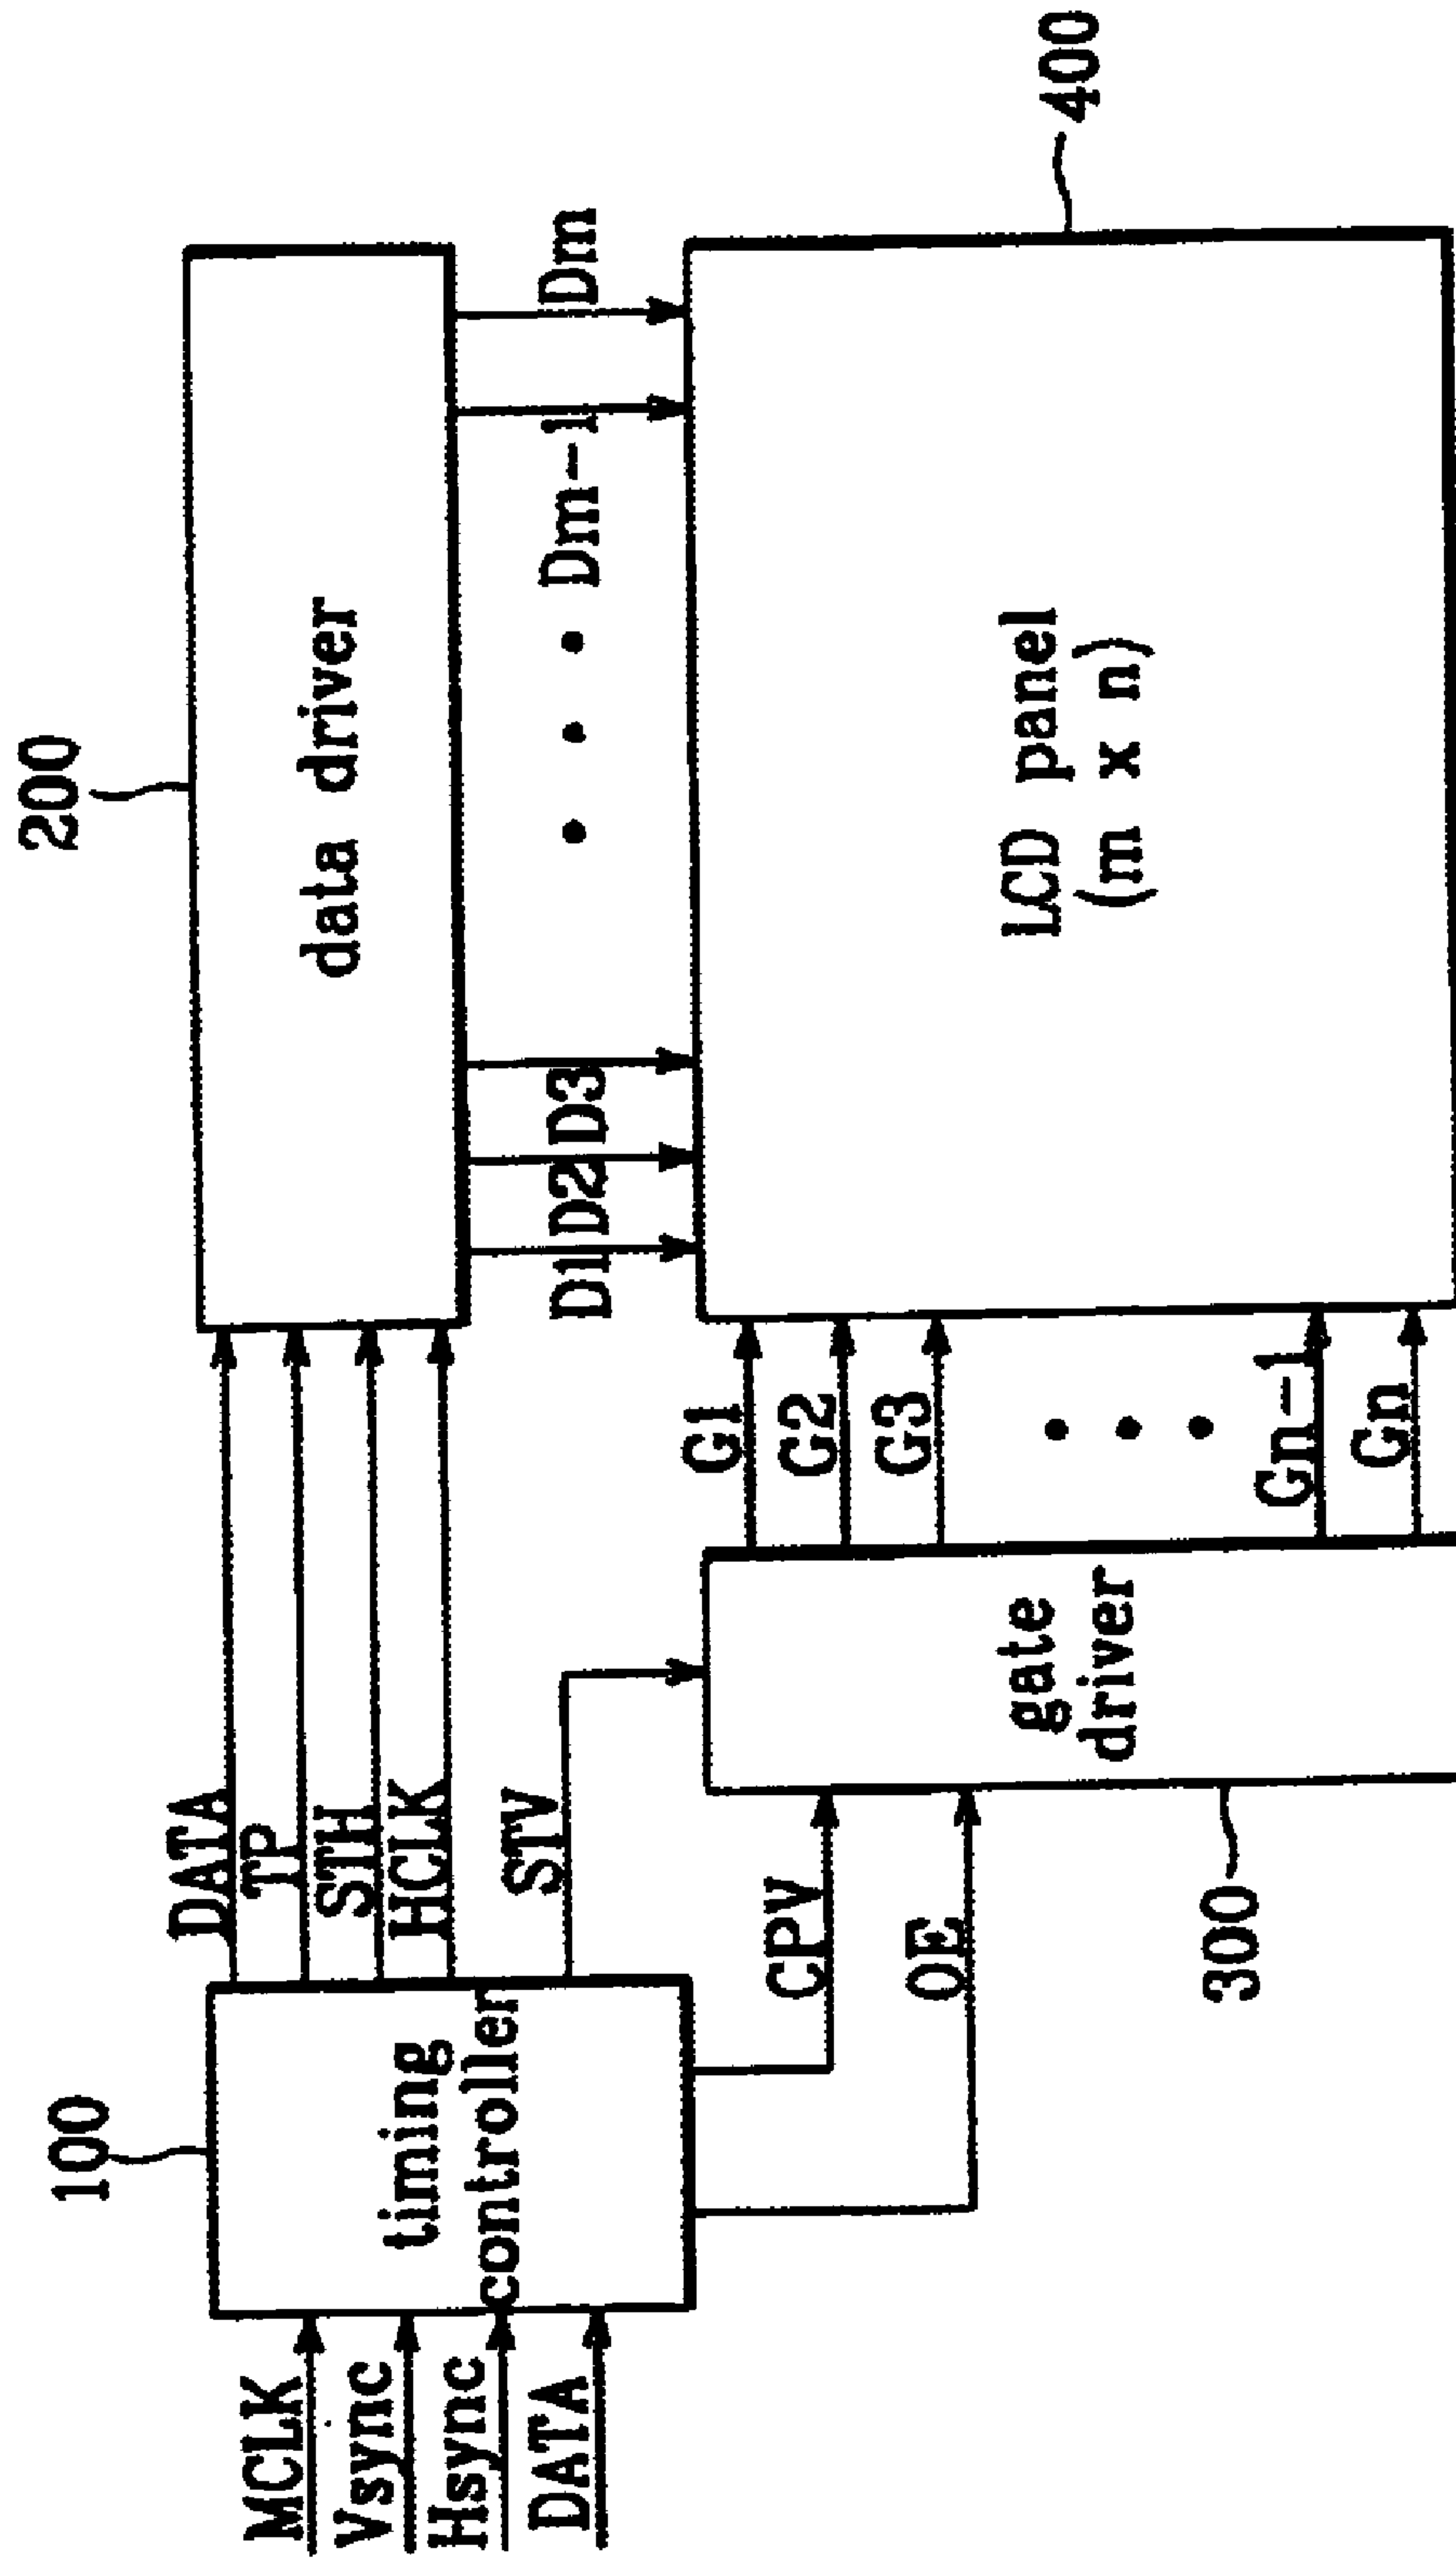 200
100
data driver
MCLK
Vsync
Hsync
DATA
timing
controller
DATA
TP
STH
HCLK
STV
CPV
OE
D1 D2 D3 • • • Dm-1 Dm
G1
G2
G3
Gn-1
Gn
gate
driver
300
LCD panel
(m x n)
400